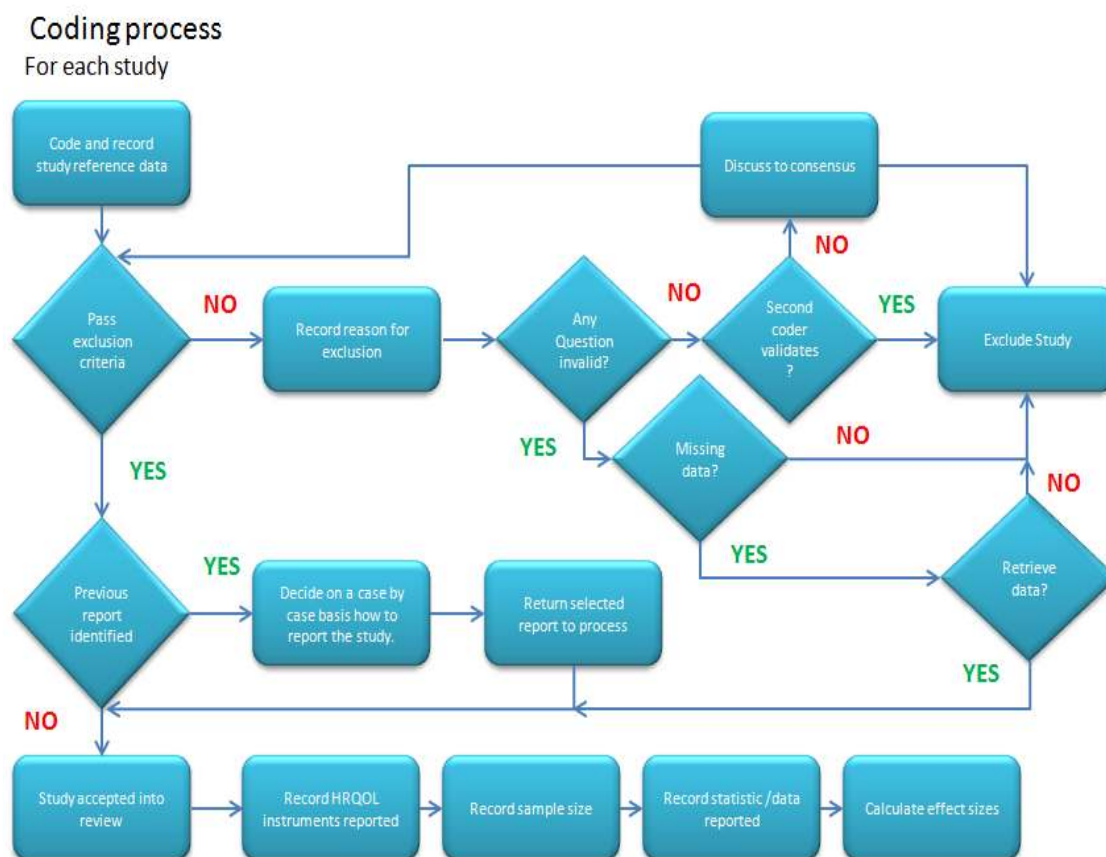 Coding process
For each study
Code and record
study reference data
Discuss to consensus
NO
Pass
exclusion
criteria
NO
Record reason for
exclusion
Any
Question
invalid?
NO
Second
coder
validates
?
YES
Exclude Study
YES
YES
Missing
data?
NO
NO
YES
Retrieve
data?
Previous
report
identified
YES
Decide on a case by
case basis how to
report the study.
Return selected
report to process
YES
NO
Study accepted into
review
Record HRQOL
instruments reported
Record sample size
Record statistic /data
reported
Calculate effect sizes